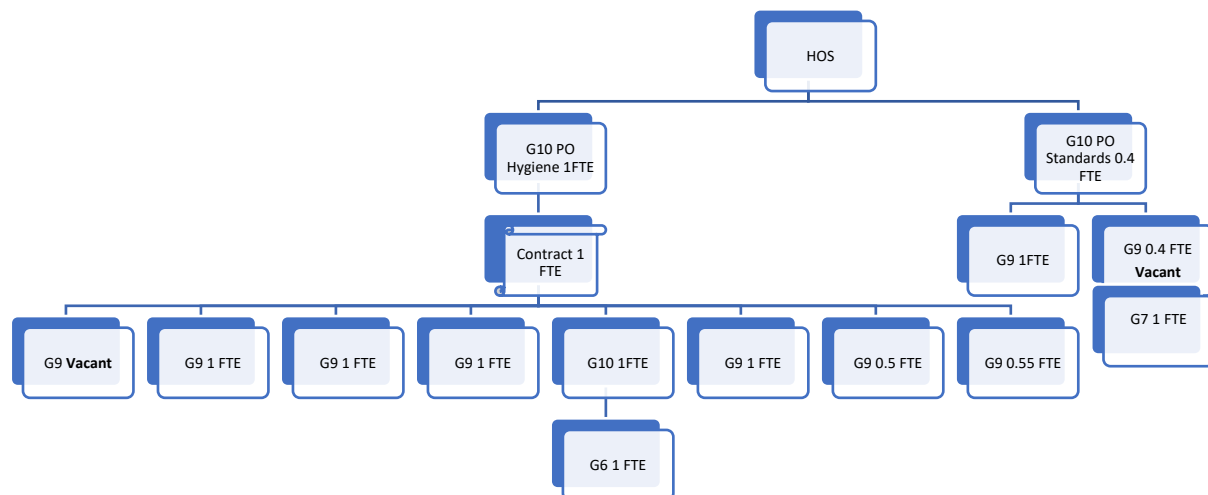 HOS
G10 PO
Hygiene 1FTE
G10 PO
Standards 0.4
FTE
Contract 1
FTE
G9 1FTE
G9 0.4 FTE
Vacant
G7 1 FTE
G9 Vacant
G9 1 FTE
G9 1 FTE
G9 1 FTE
G10 1FTE
G9 1 FTE
G9 0.5 FTE
G9 0.55 FTE
G6 1 FTE